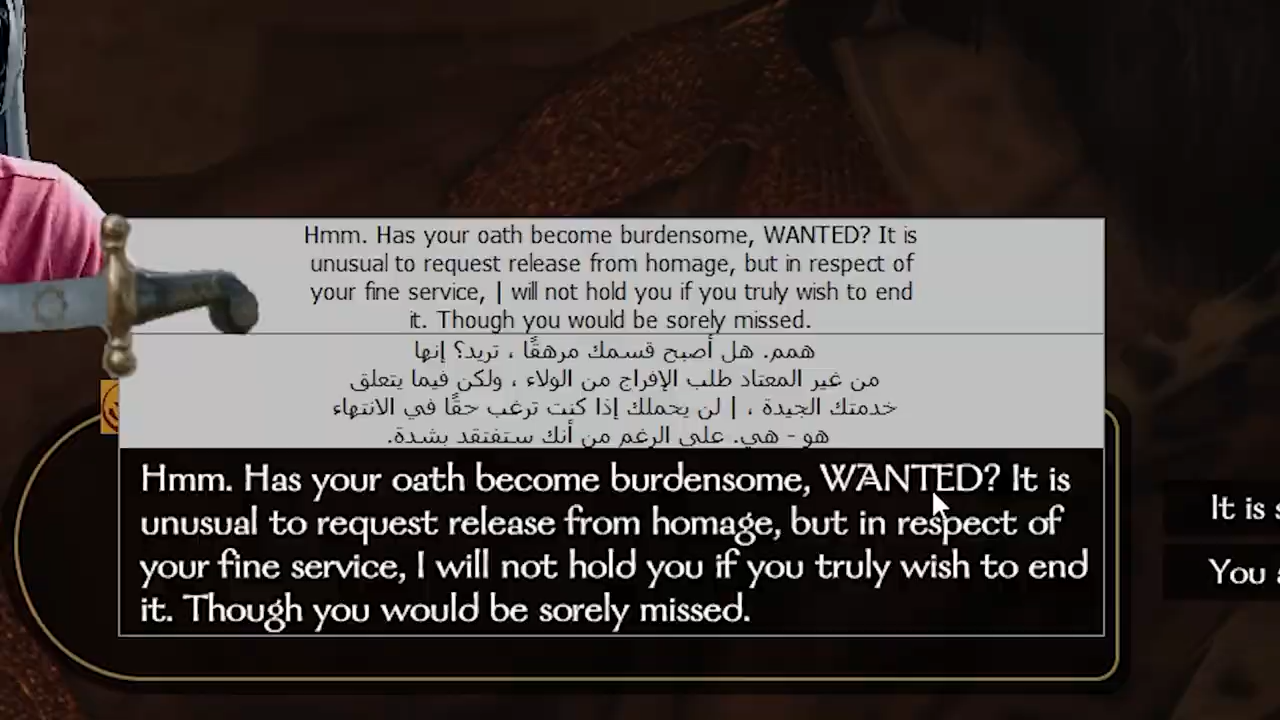 Hmm. Has your oath become burdensome, WANTED? It is
unusual to request release from homage, but in respect of
your fine service, | will not hold you if you truly wish to end
it. Though you would be sorely missed.
همم. هل أصبح قسمك مرهقًا ، تريد؟ إنها
من غير المعتاد طلب الإفراج من الولاء ، ولكن فيما يتعلق
خدمتك الجيدة ، | لن يحملك إذا كنت ترغب حقًا في الانتهاء
هو - هي. على الرغم من أنك ستفتقد بشدة.
Hmm. Has your oath become burdensome, WANTED? It is
unusual to request release from homage, but in respect of
your fine service, I will not hold you if you truly wish to end
it. Though you would be sorely missed.
It is
You